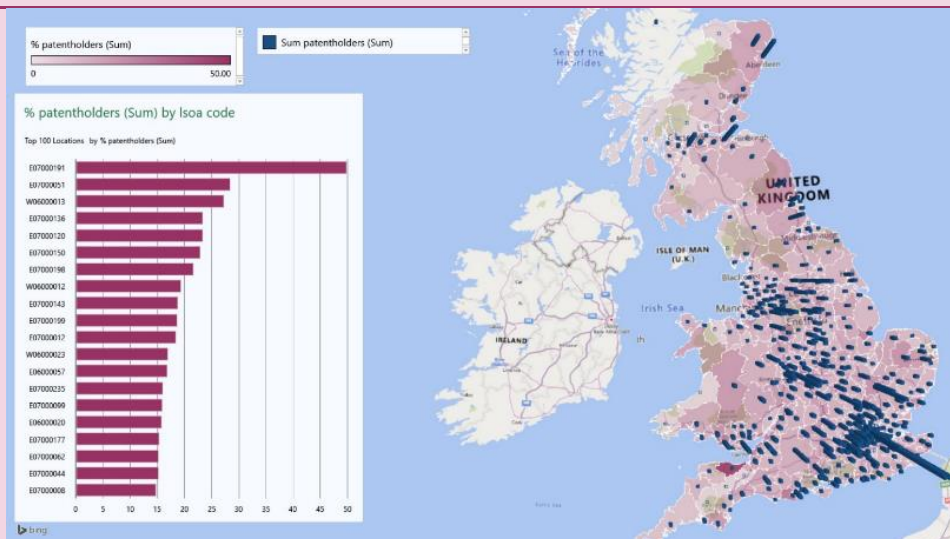 % patentholders (Sum)
0 50.00
Sum patentholders (Sum)
% patentholders (Sum) by lsoa code
Top 100 Locations by % patentholders (Sum)
E07000191
E07000051
W06000013
E07000136
E07000120
E07000150
E07000198
W06000012
E07000143
E07000199
E07000012
W06000023
E06000057
E07000235
E07000099
E06000020
E07000177
E07000062
E07000044
E07000008
0 5 10 15 20 25 30 35 40 45 50
bing
Sea of the
Hebrides
Aberdeen
UNITED
KINGDOM
ISLE OF MAN
(U.K.)
Irish Sea
IRELAND